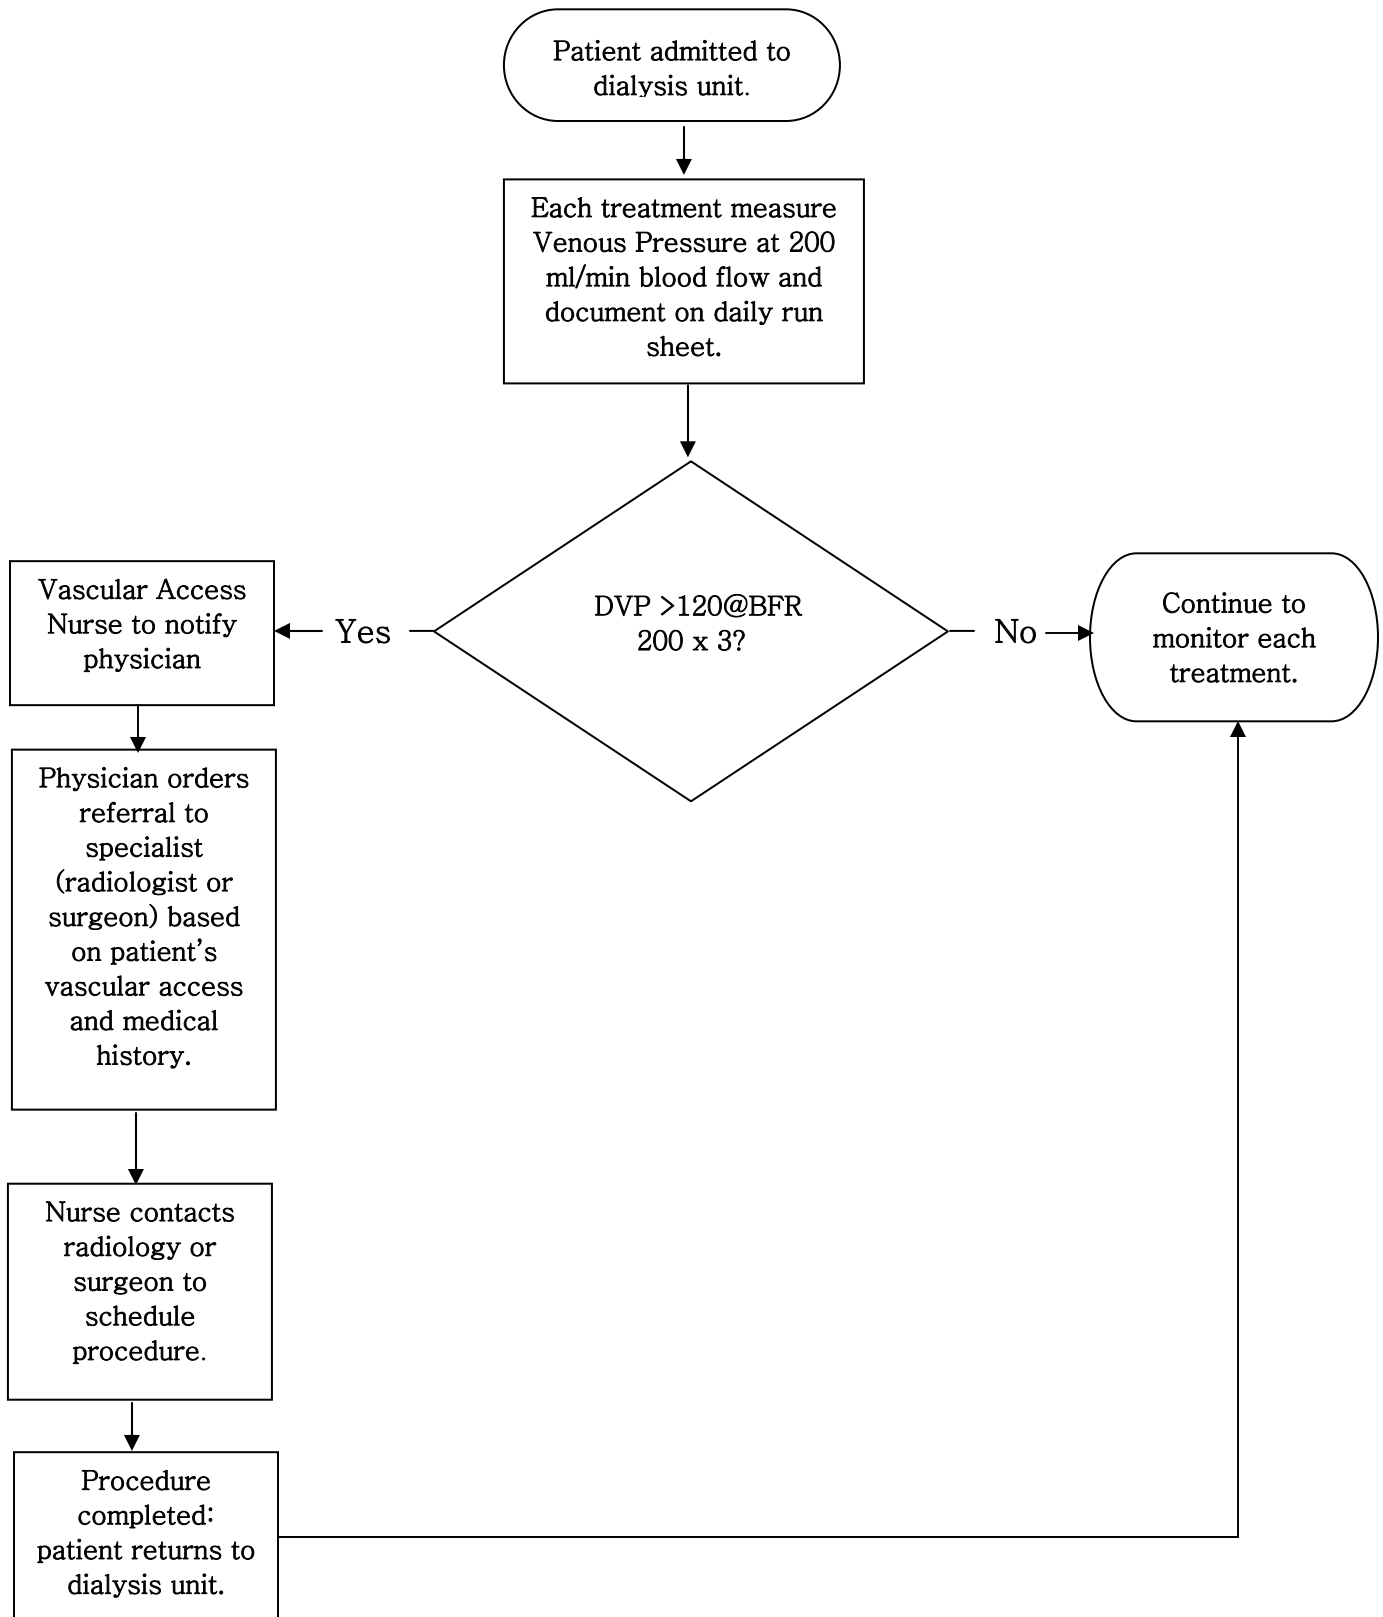 Patient admitted to
dialysis unit.
Each treatment measure
Venous Pressure at 200
ml/min blood flow and
document on daily run
sheet.
DVP >120@BFR
200 x 3?
Yes
No
Vascular Access
Nurse to notify
physician
Continue to
monitor each
treatment.
Physician orders
referral to
specialist
(radiologist or
surgeon) based
on patient’s
vascular access
and medical
history.
Nurse contacts
radiology or
surgeon to
schedule
procedure.
Procedure
completed:
patient returns to
dialysis unit.